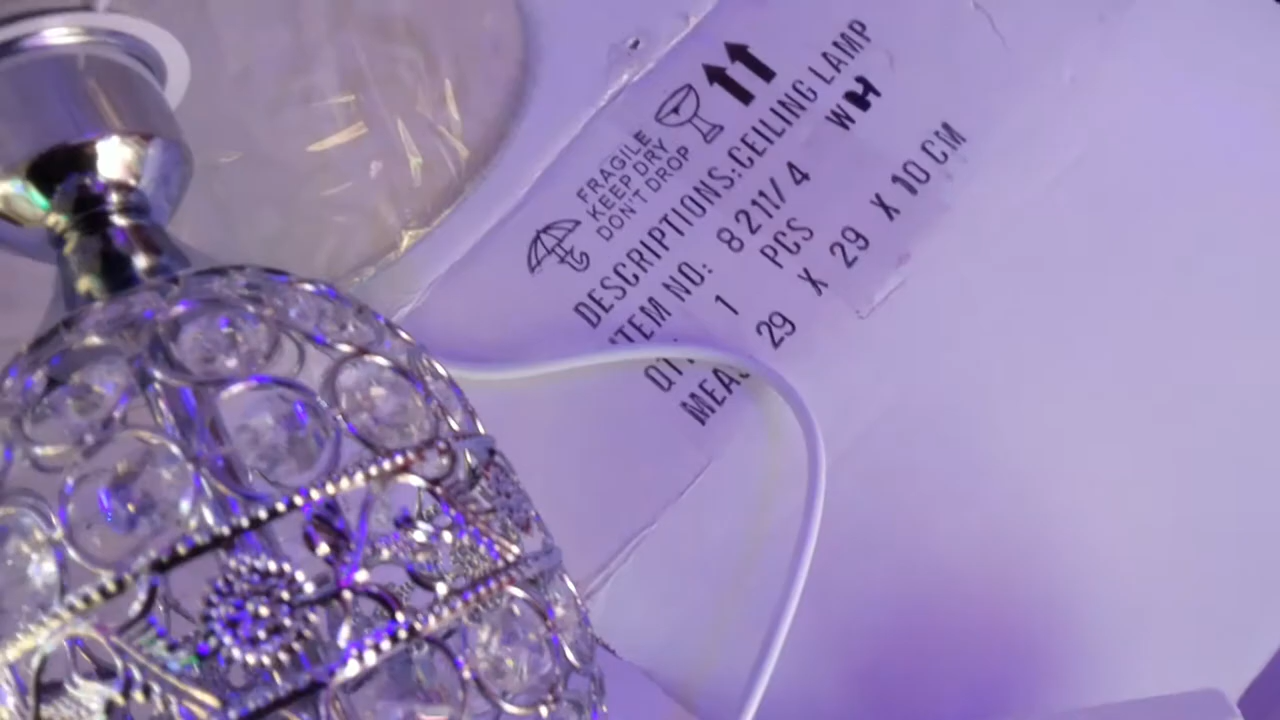 FRAGILE
KEEP DRY
DON'T DROP
DESCRIPTIONS:CEILING LAMP
ITEM NO: 8211/4 WH
1 PCS
29 X 29 X 10 CM